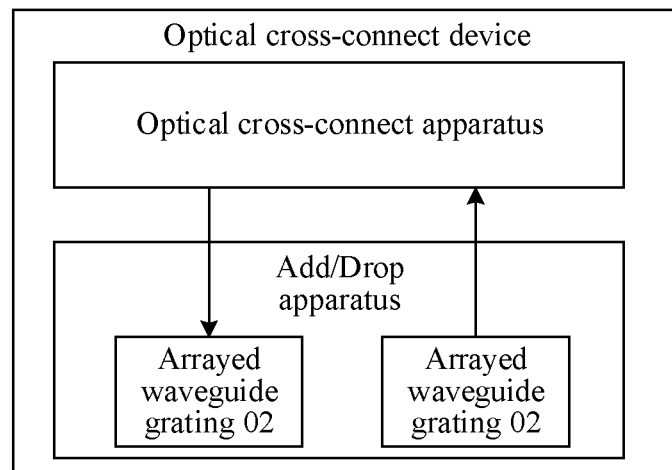 Optical cross-connect device
Optical cross-connect apparatus
Add/Drop
apparatus
Arrayed
waveguide
grating 02
Arrayed
waveguide
grating 02